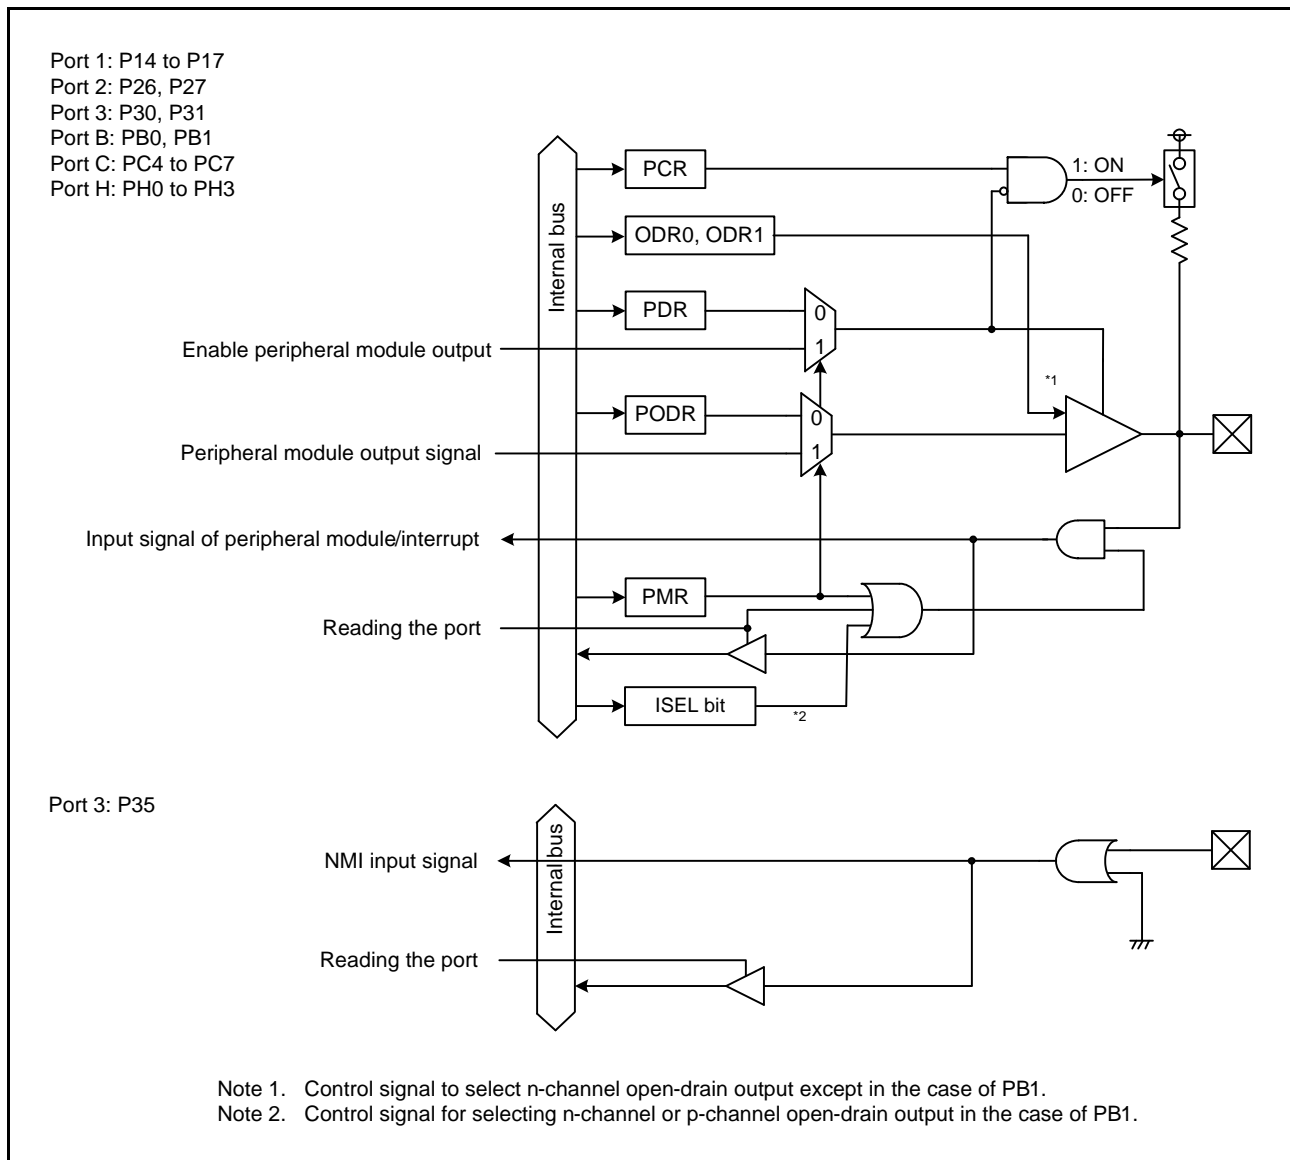 Port 1: P14 to P17
Port 2: P26, P27
Port 3: P30, P31
Port B: PB0, PB1
Port C: PC4 to PC7
Port H: PH0 to PH3
Internal bus
PCR
1: ON
0: OFF
ODR0, ODR1
PDR
0
1
Enable peripheral module output
*1
PODR
0
1
Peripheral module output signal
Input signal of peripheral module/interrupt
PMR
Reading the port
ISEL bit
*2
Port 3: P35
Internal bus
NMI input signal
Reading the port
Note 1. Control signal to select n-channel open-drain output except in the case of PB1.
Note 2. Control signal for selecting n-channel or p-channel open-drain output in the case of PB1.